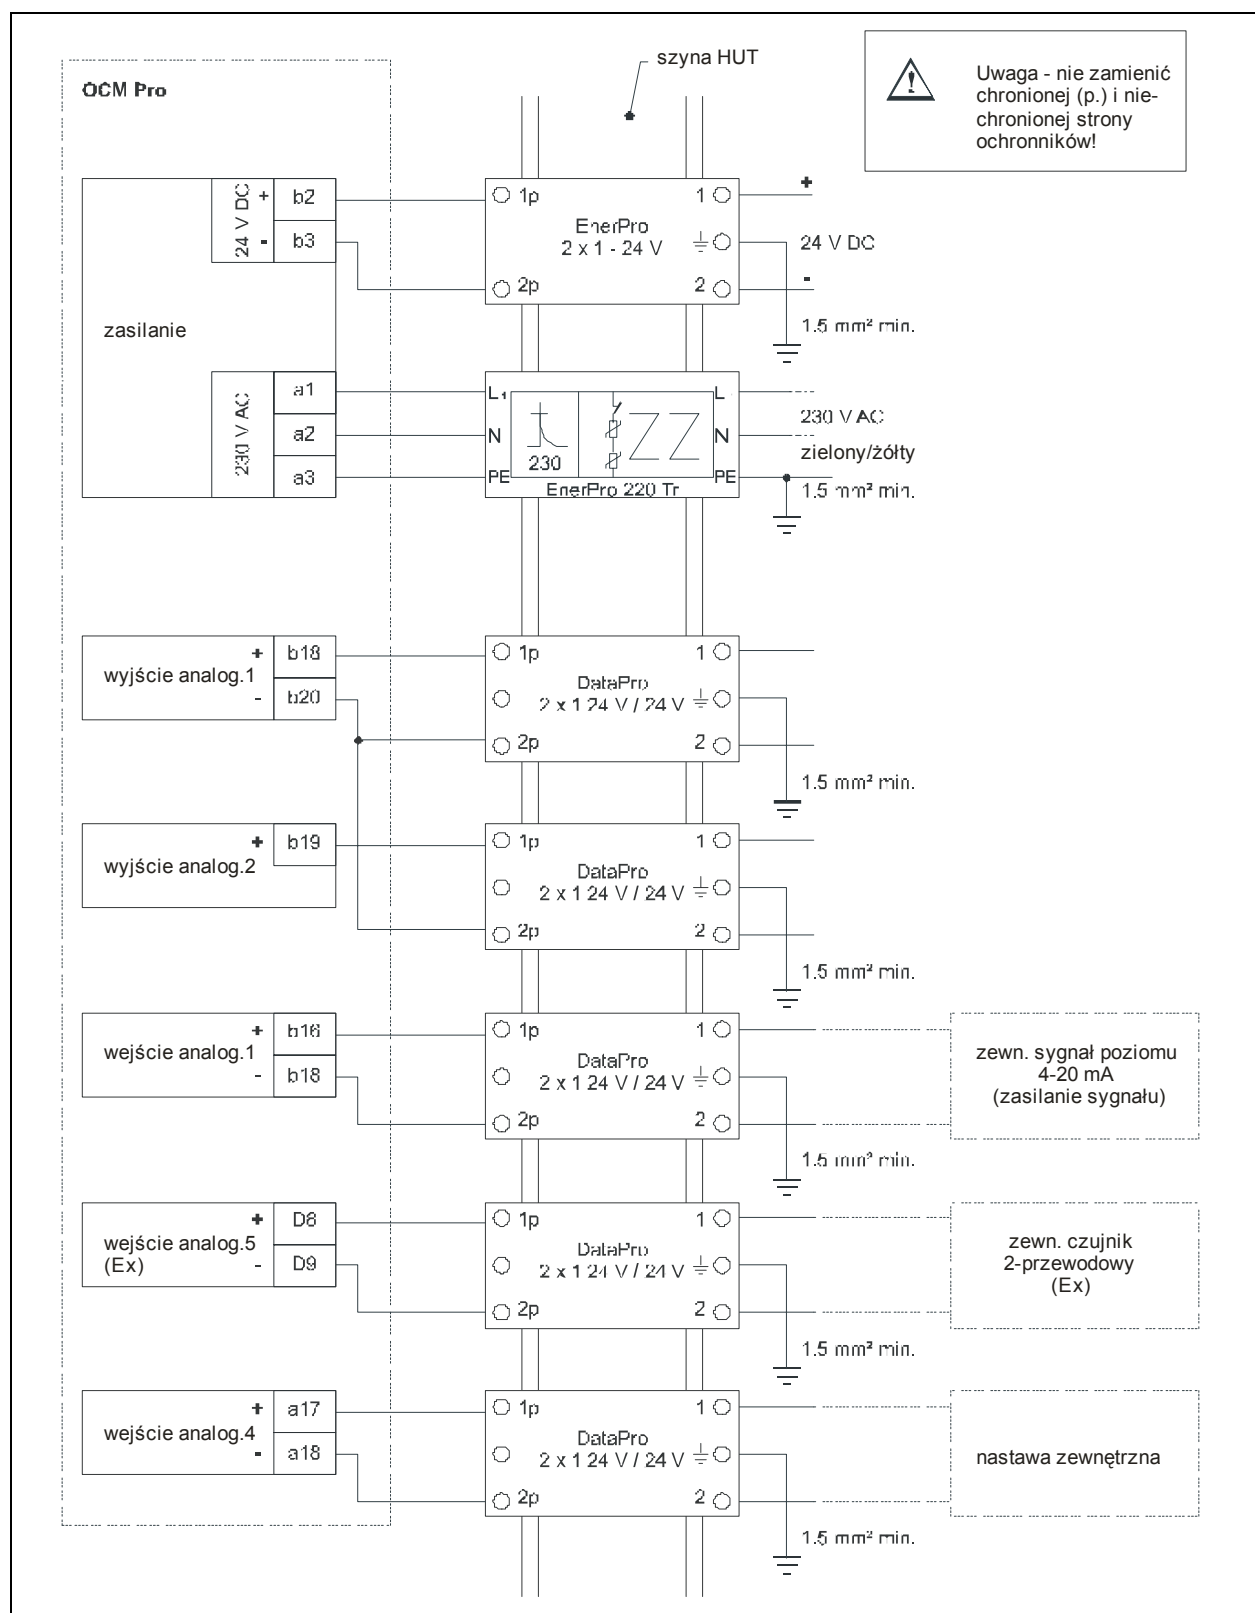 szyna HUT
OCM Pro
Uwaga - nie zamienić
chronionej (p.) i nie-
chronionej strony
ochronników!
24 V DC
+
-
b2
b3
zasilanie
230 V AC
a1
a2
a3
1p
2p
EnerPro
2 x 1 - 24 V
1
2
+
24 V DC
-
1.5 mm² min.
L1
N
PE
230
L
N
PE
EnerPro 220 Tr
230 V AC
zielony/żółty
1.5 mm² min.
wyjście analog.1
+
-
b18
b20
1p
2p
DataPro
2 x 1 24 V / 24 V
1
2
1.5 mm² min.
wyjście analog.2
+
b19
1p
2p
DataPro
2 x 1 24 V / 24 V
1
2
1.5 mm² min.
wejście analog.1
+
-
b16
b18
1p
2p
DataPro
2 x 1 24 V / 24 V
1
2
1.5 mm² min.
zewn. sygnał poziomu
4-20 mA
(zasilanie sygnału)
wejście analog.5
(Ex)
+
-
D8
D9
1p
2p
DataPro
2 x 1 24 V / 24 V
1
2
1.5 mm² min.
zewn. czujnik
2-przewodowy
(Ex)
wejście analog.4
+
-
a17
a18
1p
2p
DataPro
2 x 1 24 V / 24 V
1
2
1.5 mm² min.
nastawa zewnętrzna